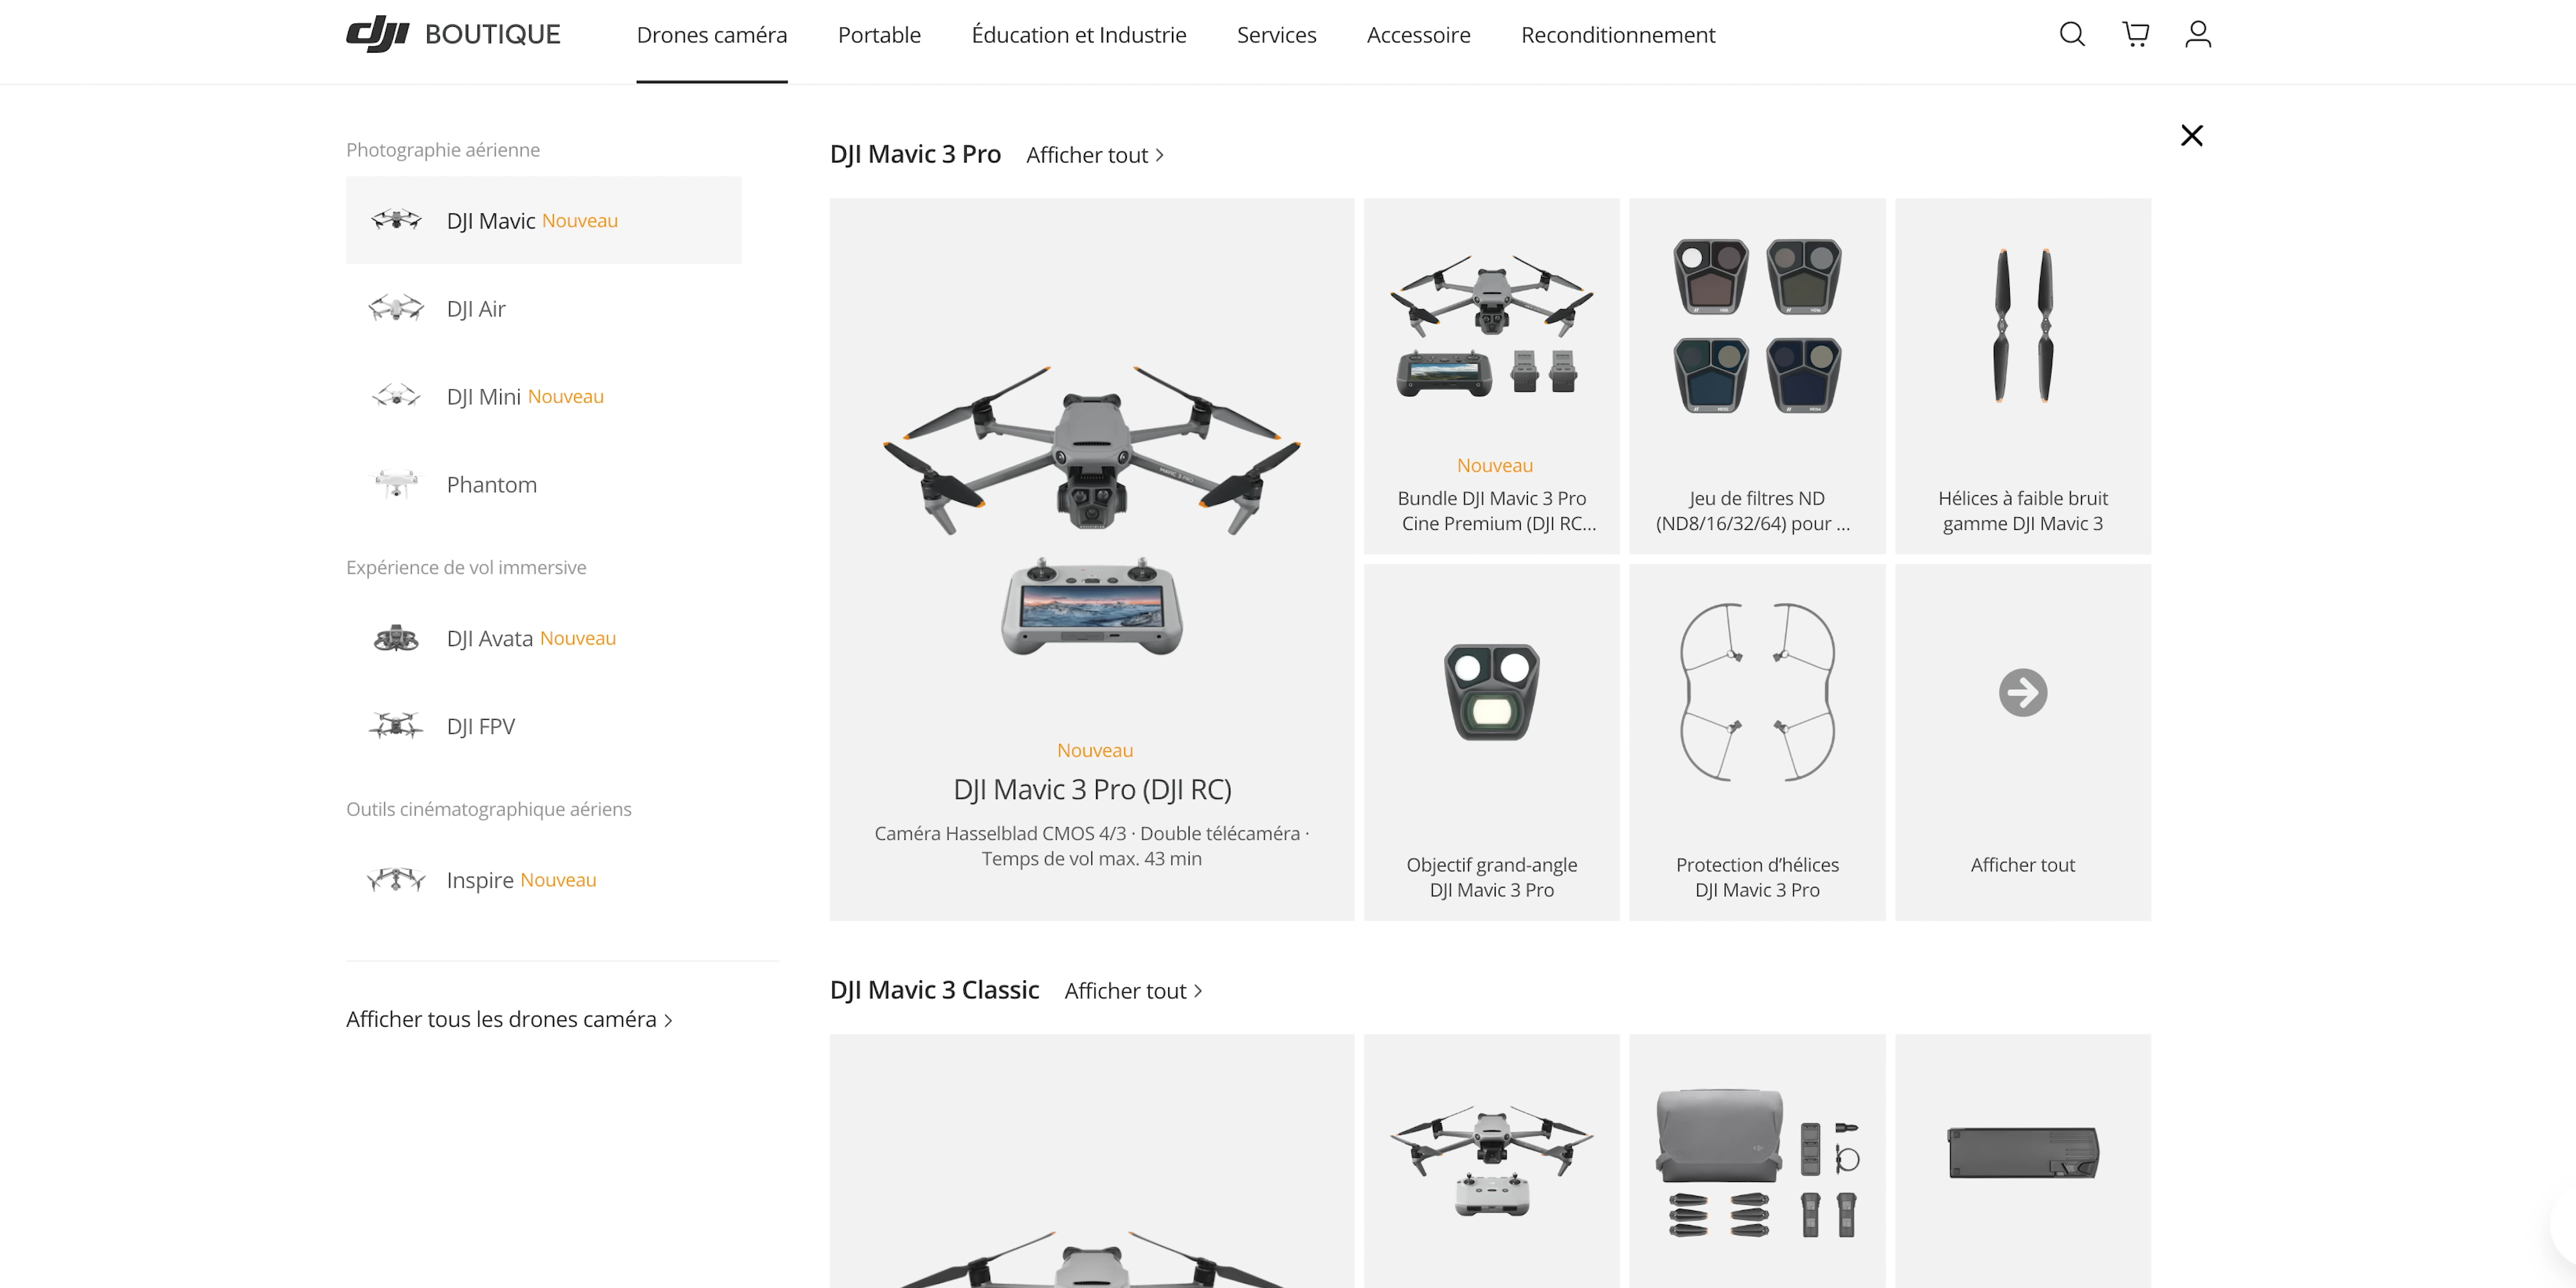 dji BOUTIQUE
Drones caméra
Portable
Éducation et Industrie
Services
Accessoire
Reconditionnement
Photographie aérienne
DJI Mavic Nouveau
DJI Air
DJI Mini Nouveau
Phantom
Expérience de vol immersive
DJI Avata Nouveau
DJI FPV
Outils cinématographique aériens
Inspire Nouveau
Afficher tous les drones caméra
DJI Mavic 3 Pro Afficher tout
Nouveau
DJI Mavic 3 Pro (DJI RC)
Caméra Hasselblad CMOS 4/3 · Double télécaméra ·
Temps de vol max. 43 min
Nouveau
Bundle DJI Mavic 3 Pro
Cine Premium (DJI RC...
Jeu de filtres ND
(ND8/16/32/64) pour ...
Hélices à faible bruit
gamme DJI Mavic 3
Objectif grand-angle
DJI Mavic 3 Pro
Protection d’hélices
DJI Mavic 3 Pro
Afficher tout
DJI Mavic 3 Classic Afficher tout